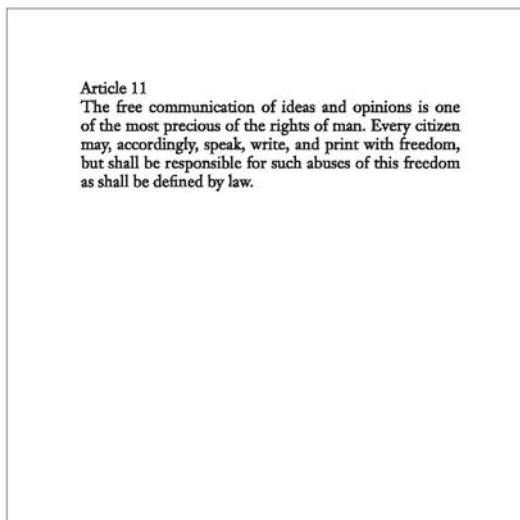 Article 11
The free communication of ideas and opinions is one
of the most precious of the rights of man. Every citizen
may, accordingly, speak, write, and print with freedom,
but shall be responsible for such abuses of this freedom
as shall be defined by law.